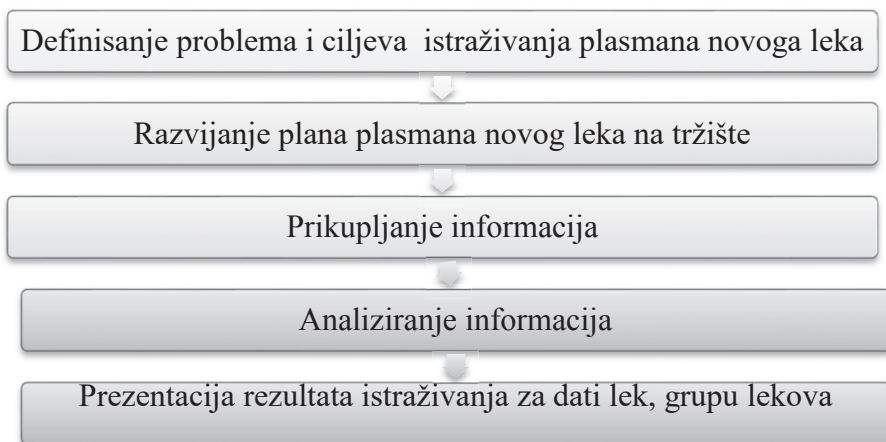 Definisanje problema i ciljeva istraživanja plasmana novoga leka
Razvijanje plana plasmana novog leka na tržište
Prikupljanje informacija
Analiziranje informacija
Prezentacija rezultata istraživanja za dati lek, grupu lekova